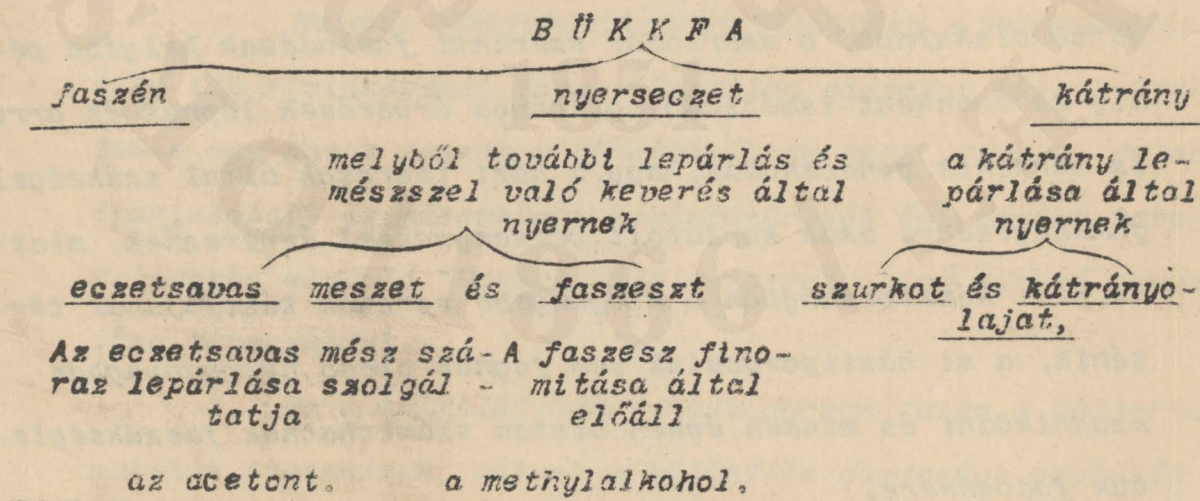 BÜKKFA
faszén nyerseczet kátrány
melyből további lepárlás és a kátrány le-
mészszel való keverés által párlása által
nyernek nyernek
eczetsavas meszet és faszeszt szurkot és kátrányo-
lajat,
Az eczetsavas mész szá- A faszesz fino-
raz lepárlása szolgál - mitása által
tatja előáll
az acetont. a methylalkohol.